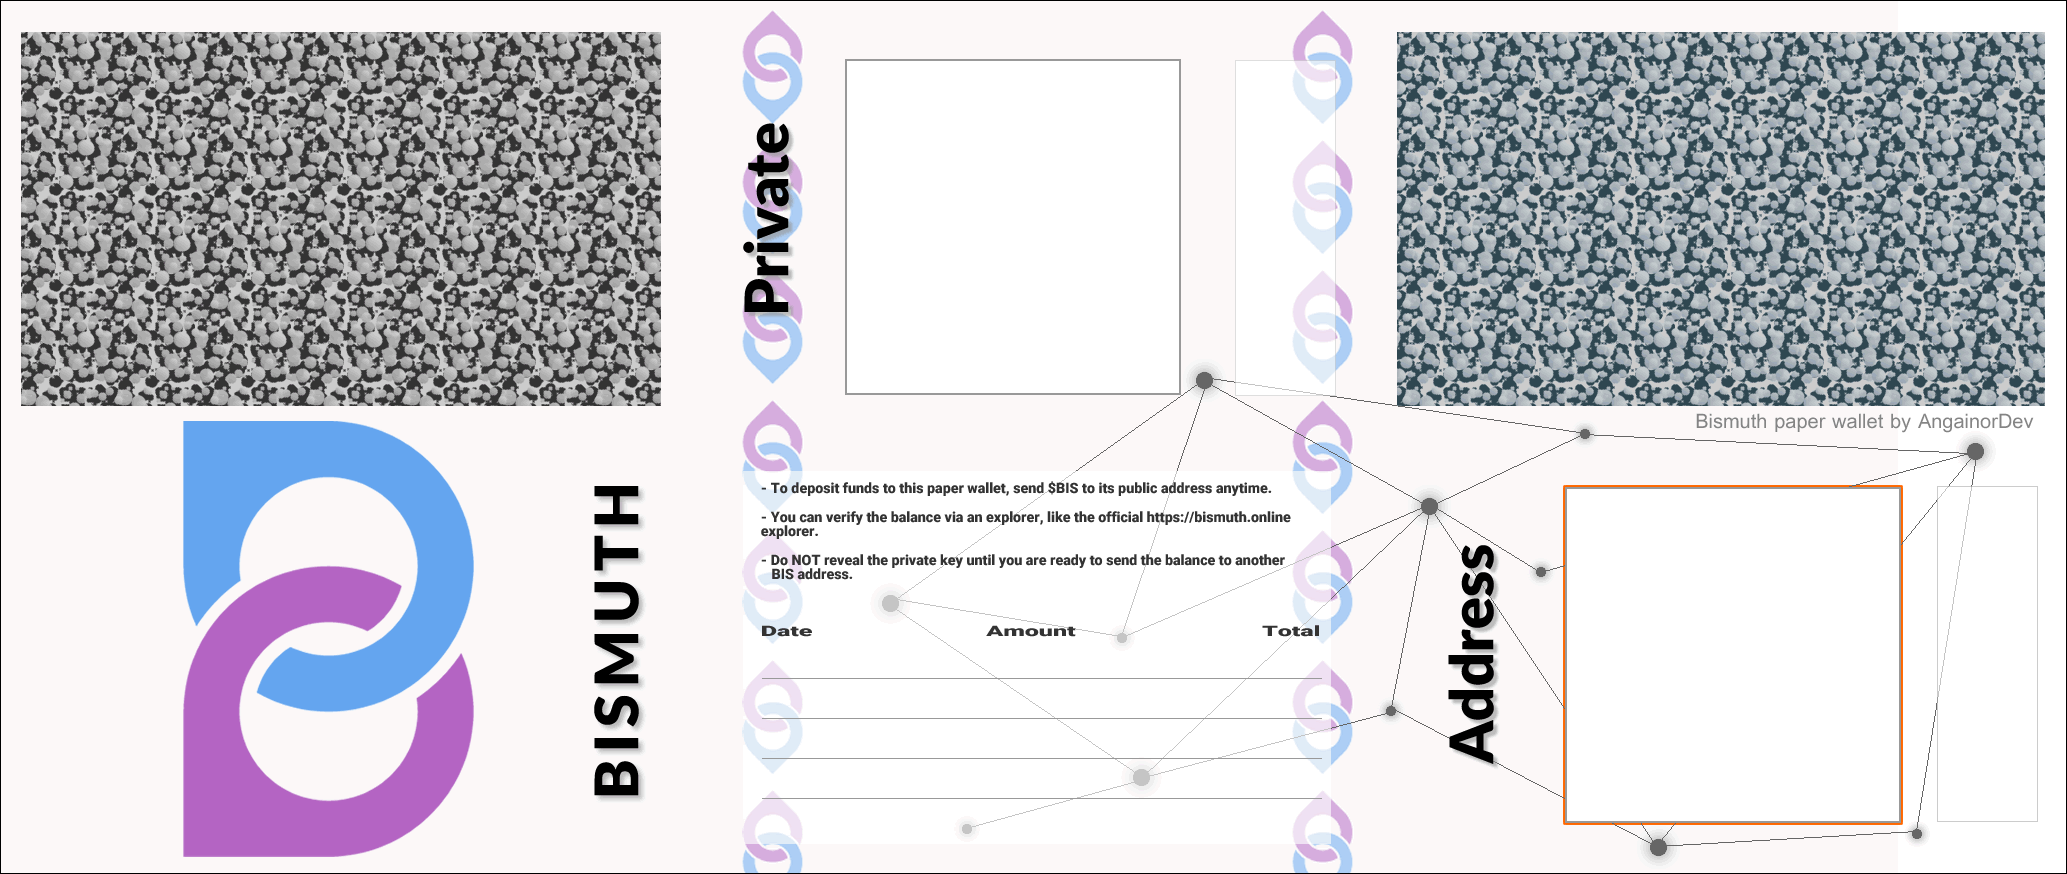 Private
Bismuth paper wallet by AngainorDev
BISMUTH
- To deposit funds to this paper wallet, send $BIS to its public address anytime.
- You can verify the balance via an explorer, like the official https://bismuth.online
explorer.
- Do NOT reveal the private key until you are ready to send the balance to another
BIS address.
Date Amount Total
Address